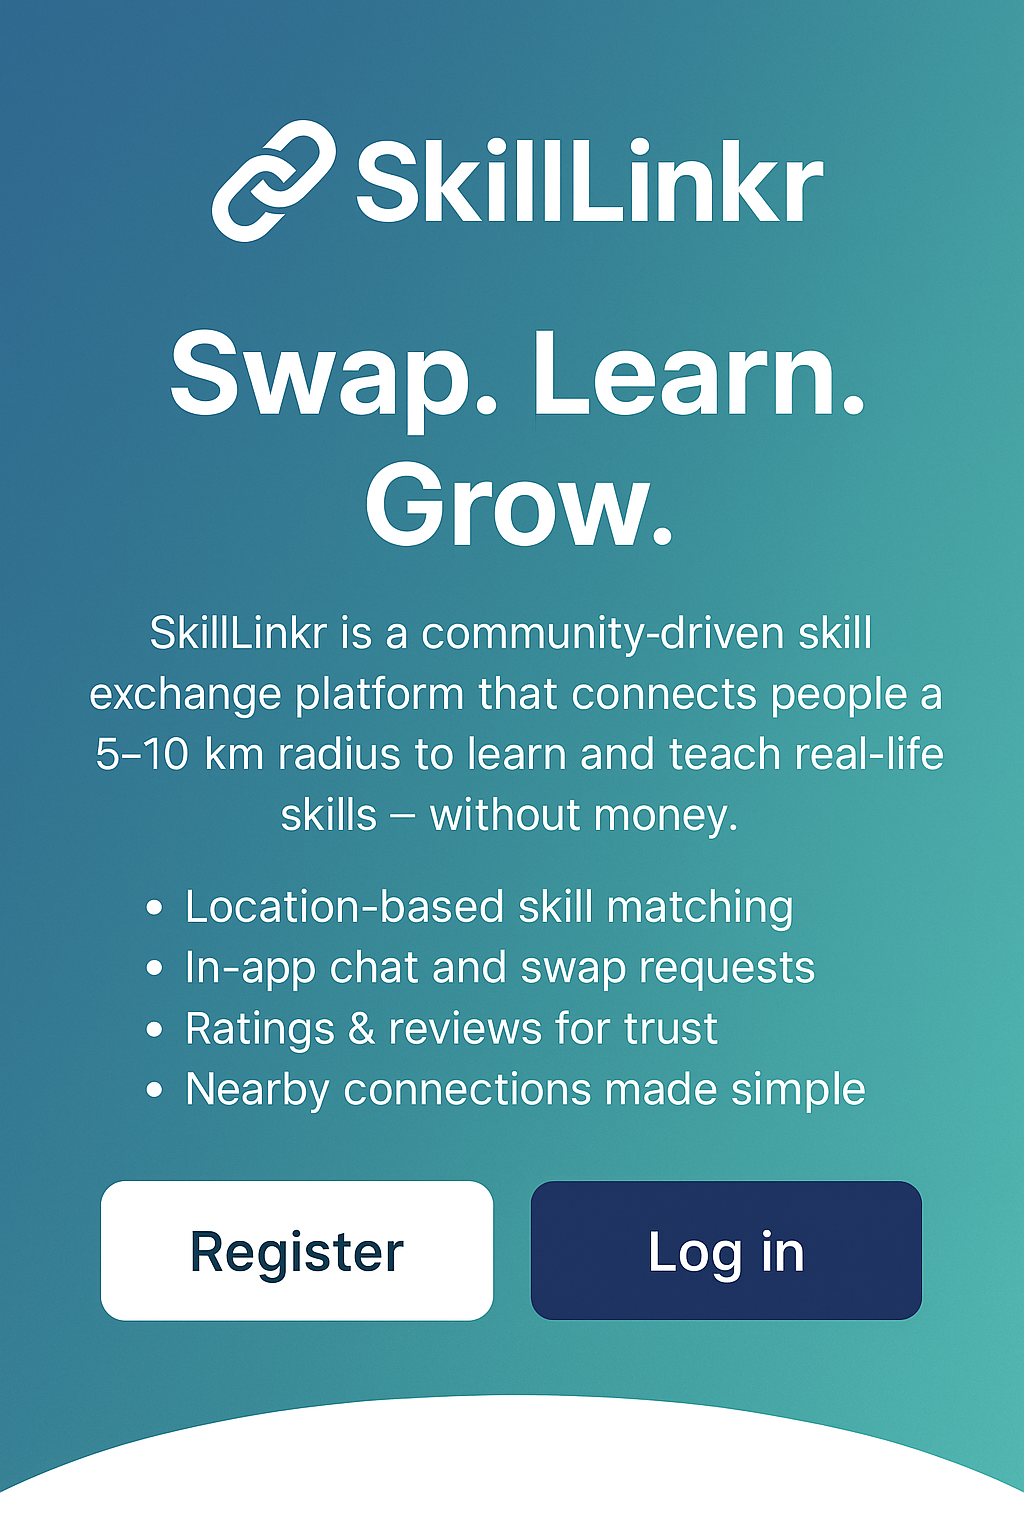 SkillLinkr
Swap. Learn.
Grow.
SkillLinkr is a community-driven skill
exchange platform that connects people a
5–10 km radius to learn and teach real-life
skills – without money.
• Location-based skill matching
• In-app chat and swap requests
• Ratings & reviews for trust
• Nearby connections made simple
Register
Log in